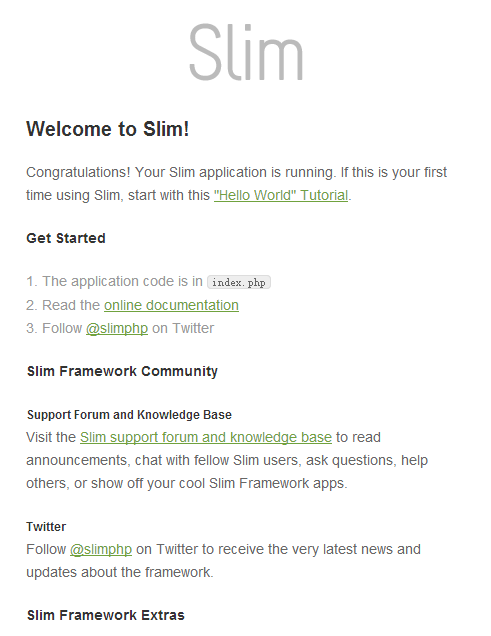 Slim
Welcome to Slim!
Congratulations! Your Slim application is running. If this is your first
time using Slim, start with this "Hello World" Tutorial.
Get Started
1. The application code is in index.php
2. Read the online documentation
3. Follow @slimphp on Twitter
Slim Framework Community
Support Forum and Knowledge Base
Visit the Slim support forum and knowledge base to read
announcements, chat with fellow Slim users, ask questions, help
others, or show off your cool Slim Framework apps.
Twitter
Follow @slimphp on Twitter to receive the very latest news and
updates about the framework.
Slim Framework Extras